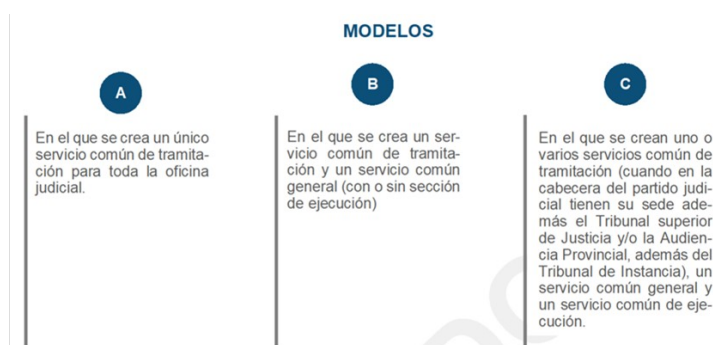 MODELOS
A
En el que se crea un único
servicio común de tramita-
ción para toda la oficina
judicial.
B
En el que se crea un ser-
vicio común de tramita-
ción y un servicio común
general (con o sin sección
de ejecución)
C
En el que se crean uno o
varios servicios común de
tramitación (cuando en la
cabecera del partido judi-
cial tienen su sede ade-
más el Tribunal superior
de Justicia y/o la Audien-
cia Provincial, además del
Tribunal de Instancia), un
servicio común general y
un servicio común de eje-
cución.